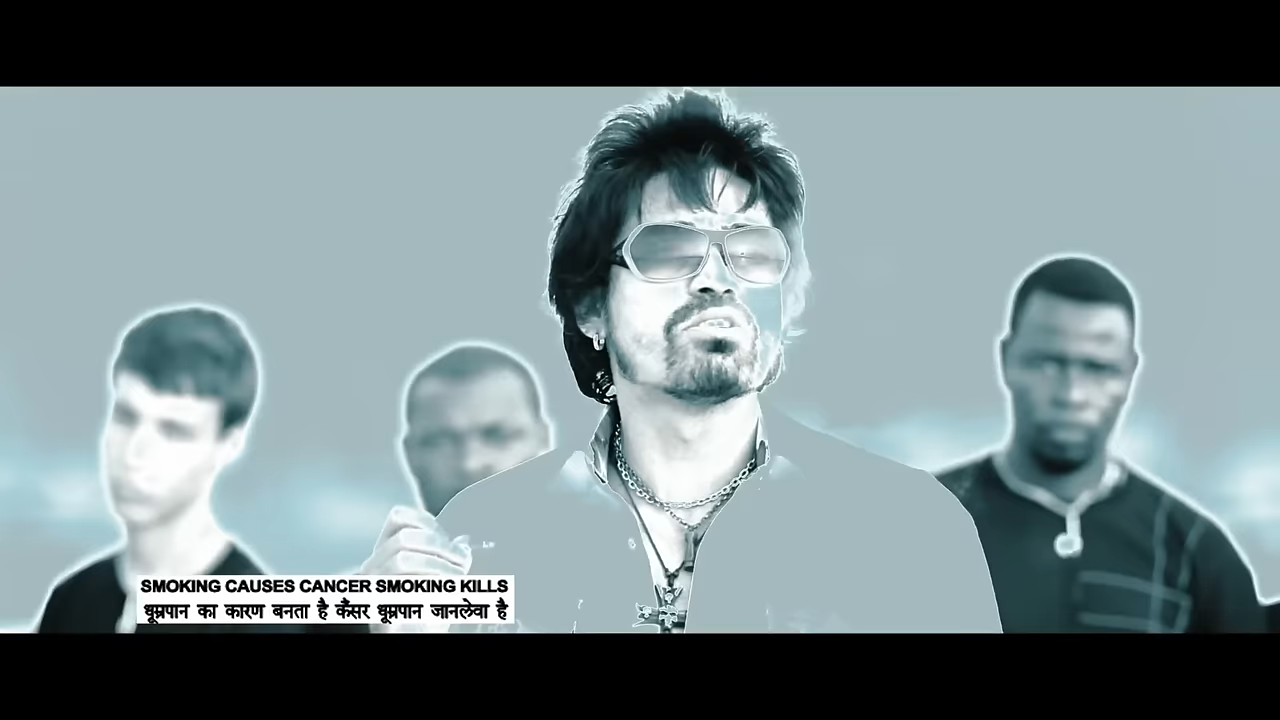 SMOKING CAUSES CANCER SMOKING KILLS
धूम्रपान का कारण बनता है कैंसर धूम्रपान जानलेवा है